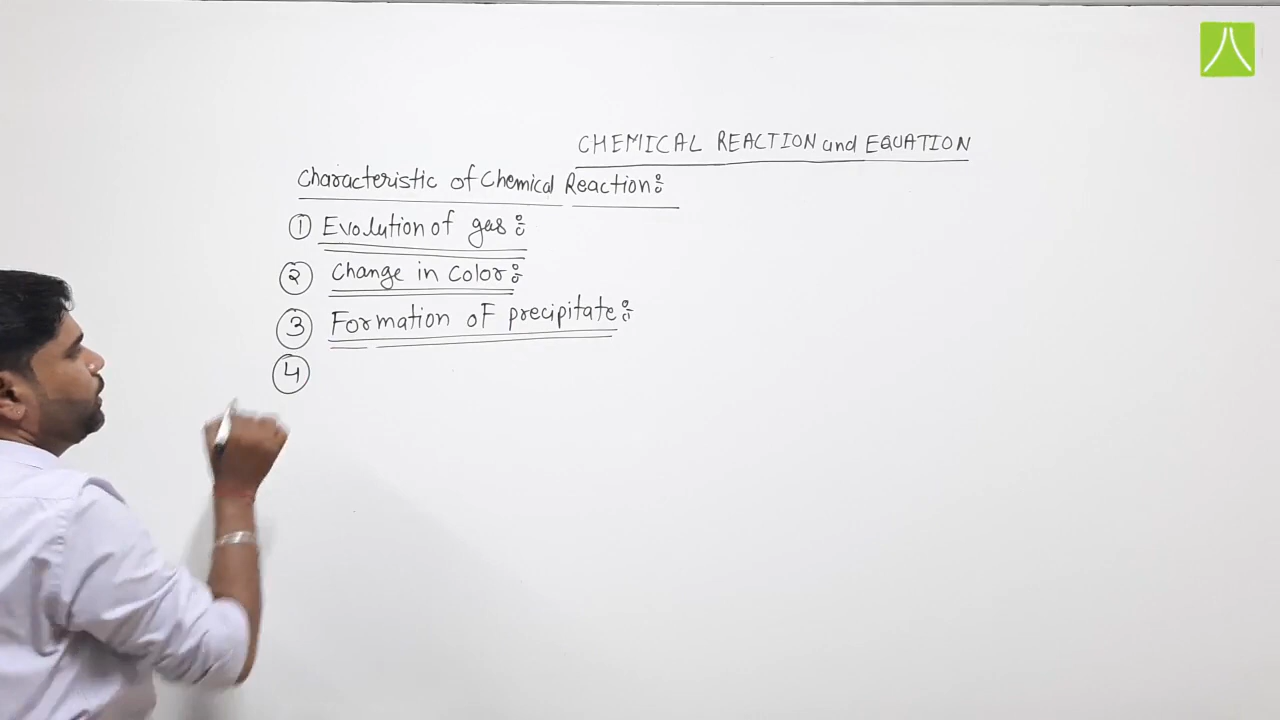 CHEMICAL REACTION and EQUATION
Characteristic of Chemical Reaction:
① Evolution of gas:
② Change in Color:
③ Formation of precipitate:
④